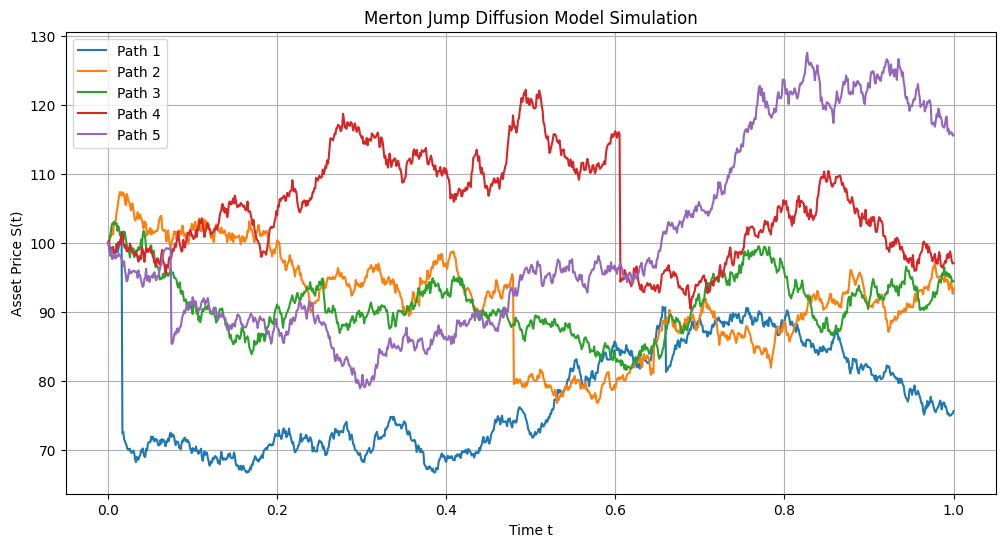 Merton Jump Diffusion Model Simulation
130
120
110
100
90
80
70
Asset Price S(t)
Path 1
Path 2
Path 3
Path 4
Path 5
0.0
0.2
0.4
0.6
0.8
1.0
Time t